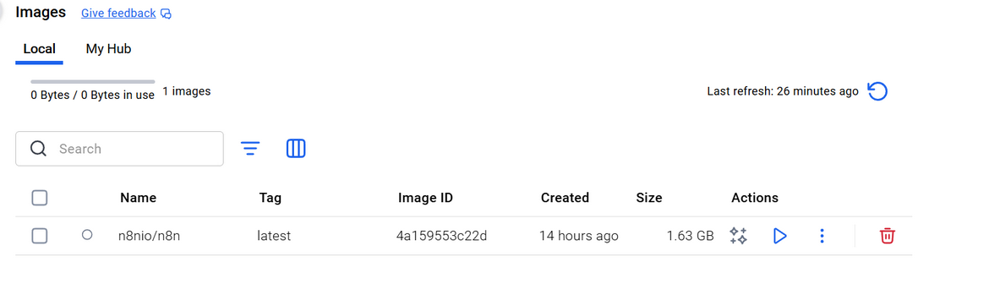 Images Give feedback
Local My Hub
0 Bytes / 0 Bytes in use 1 images Last refresh: 26 minutes ago
Search
Name Tag Image ID Created Size Actions
n8nio/n8n latest 4a159553c22d 14 hours ago 1.63 GB